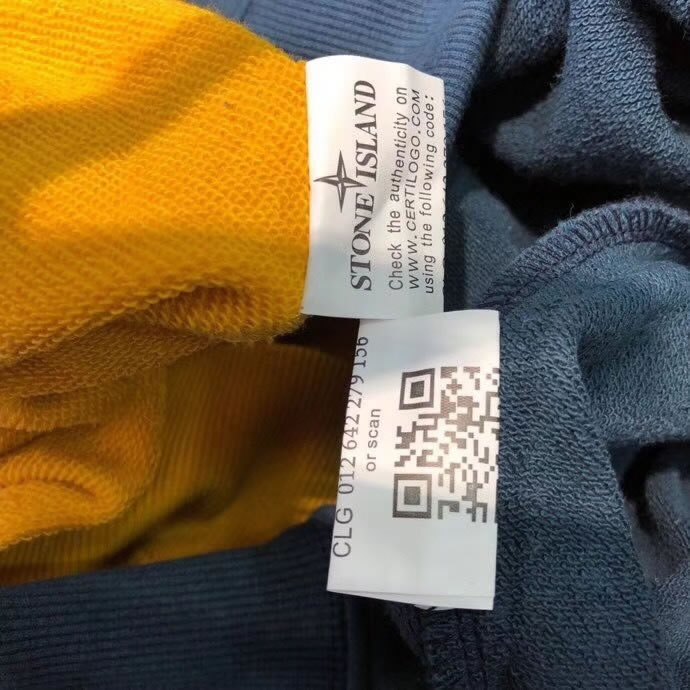 STONE ISLAND
Check the authenticity on
WWW.CERTILOGO.COM
using the following code:
CLG 012 642 279 156
or scan